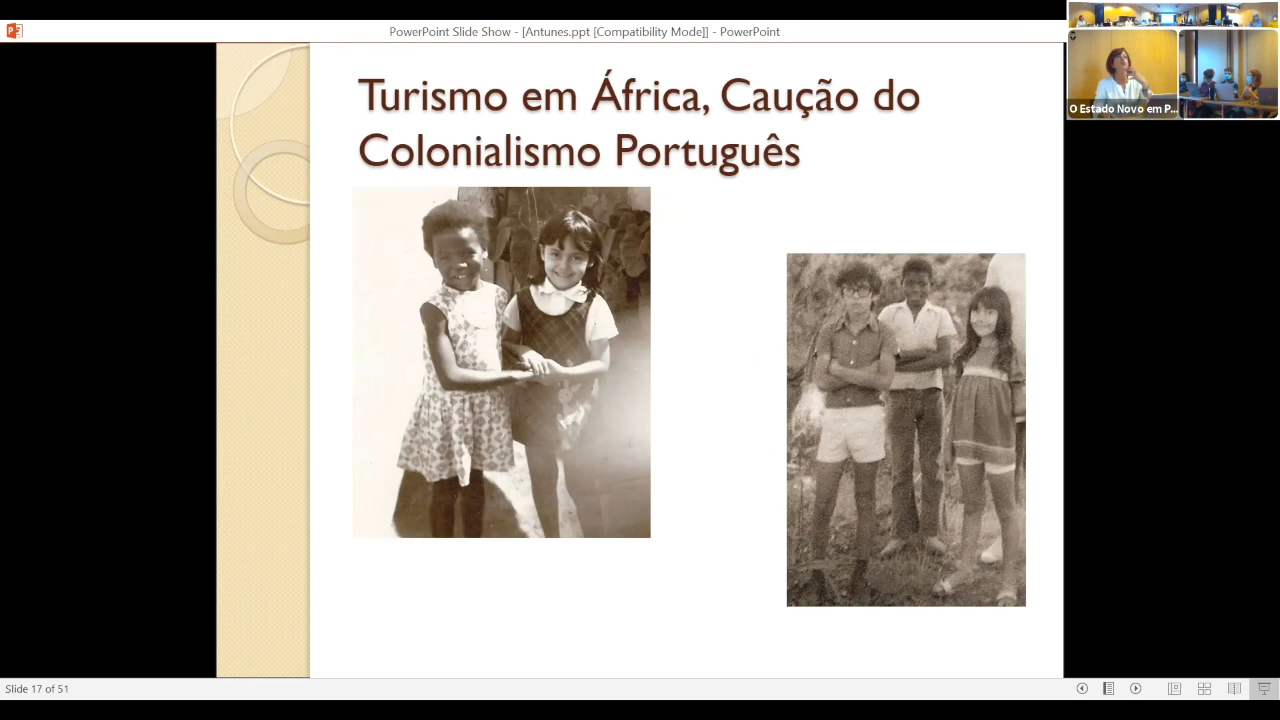 PowerPoint Slide Show - [Antunes.ppt [Compatibility Mode]] - PowerPoint
O Estado Novo em P...
Turismo em África, Caução do
Colonialismo Português
Slide 17 of 51